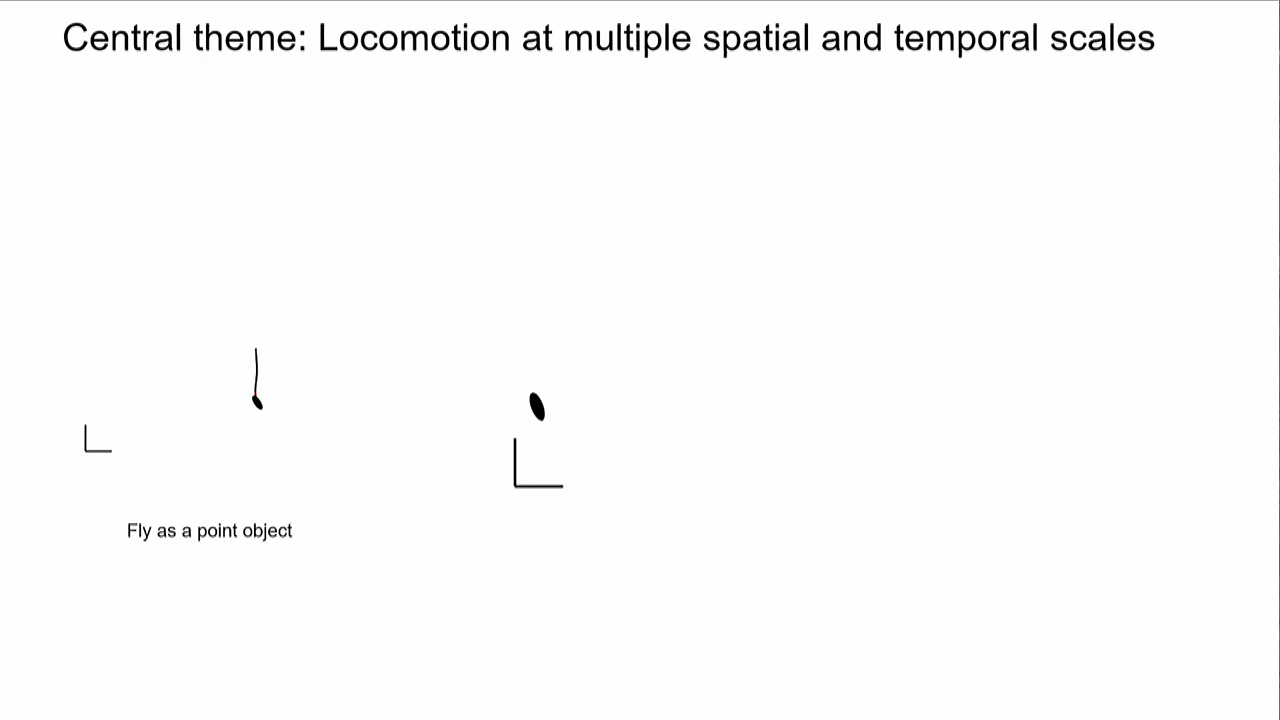 Central theme: Locomotion at multiple spatial and temporal scales
Fly as a point object